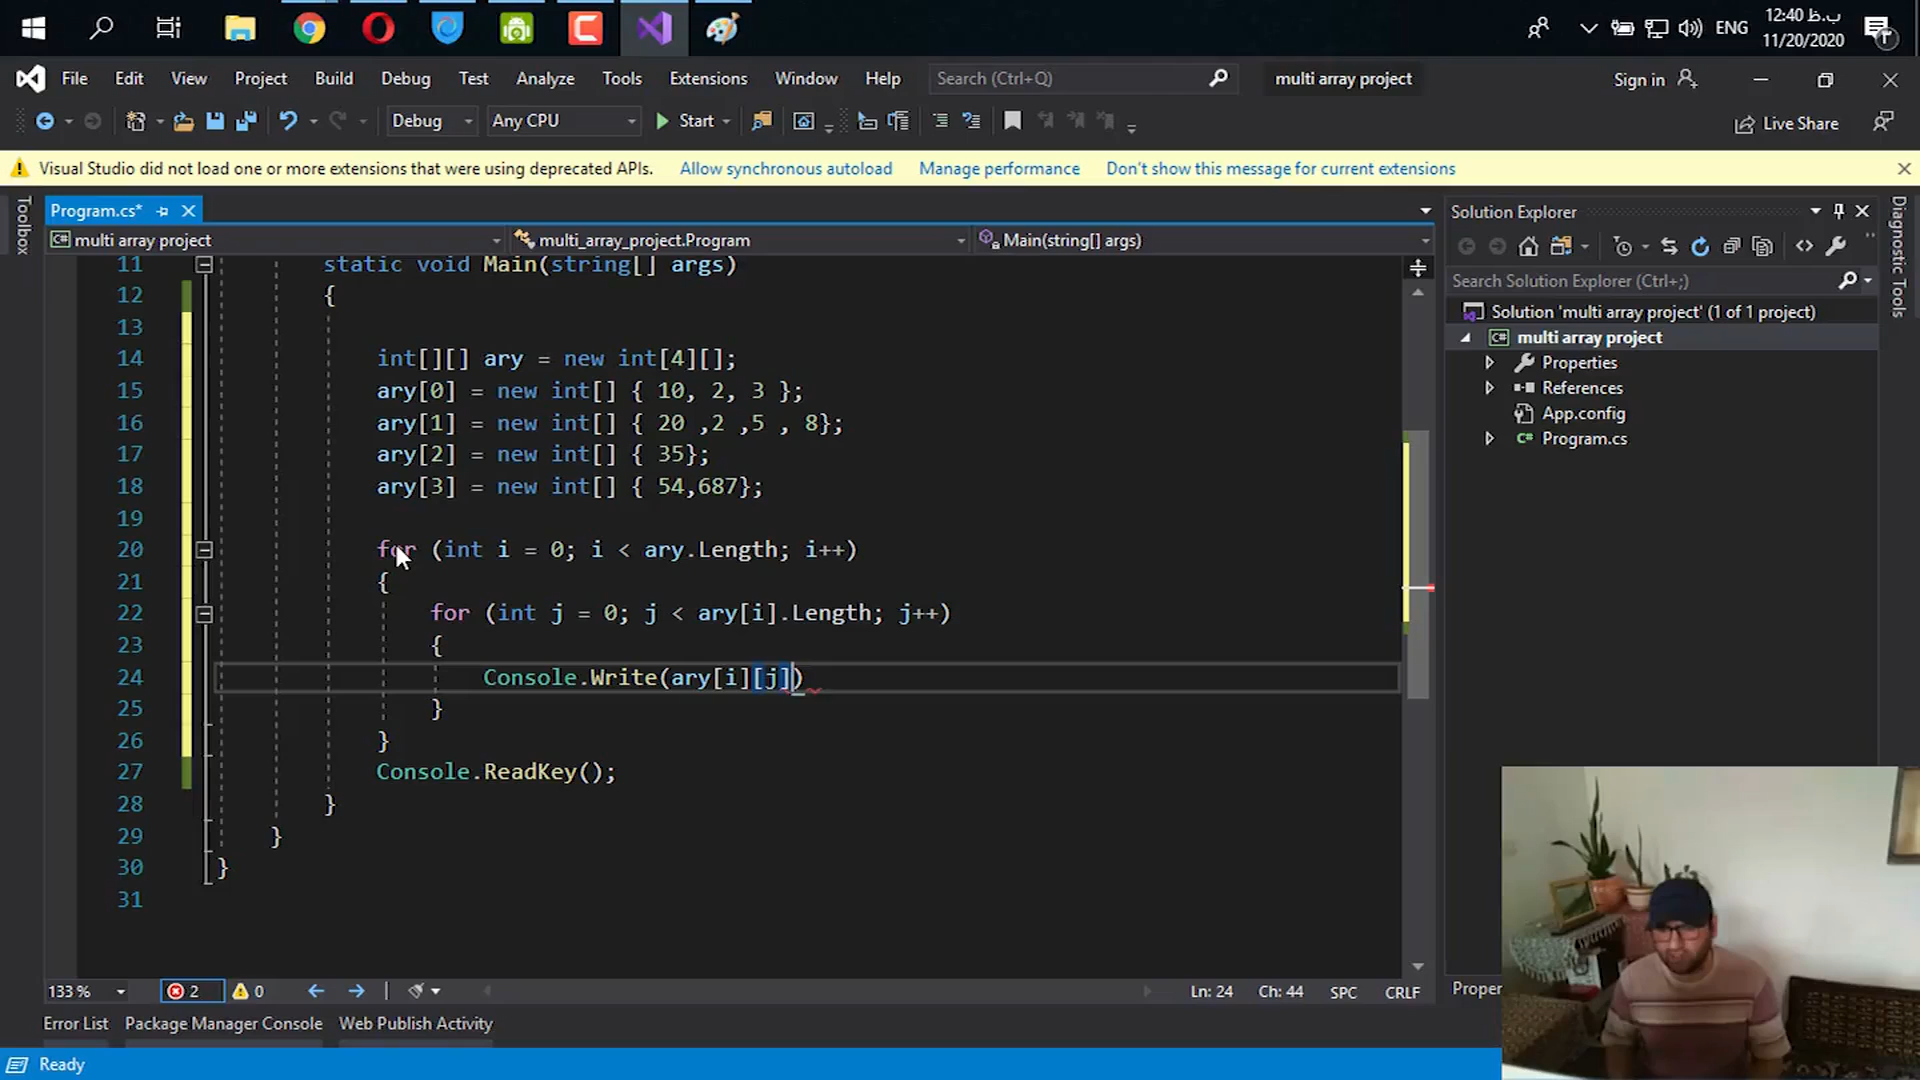 ENG
12:40 ب.ظ
11/20/2020
File Edit View Project Build Debug Test Analyze Tools Extensions Window Help Search (Ctrl+Q) multi array project Sign in
Debug Any CPU Start Live Share
Visual Studio did not load one or more extensions that were using deprecated APIs. Allow synchronous autoload Manage performance Don't show this message for current extensions
Toolbox
Program.cs*
multi array project multi_array_project.Program Main(string[] args)
11 static void Main(string[] args)
12 {
13
14 int[][] ary = new int[4][];
15 ary[0] = new int[] { 10, 2, 3 };
16 ary[1] = new int[] { 20 ,2 ,5 , 8};
17 ary[2] = new int[] { 35};
18 ary[3] = new int[] { 54,687};
19
20 for (int i = 0; i < ary.Length; i++)
21 {
22 for (int j = 0; j < ary[i].Length; j++)
23 {
24 Console.Write(ary[i][j])
25 }
26 }
27 Console.ReadKey();
28 }
29 }
30 }
31
Solution Explorer
Search Solution Explorer (Ctrl+;)
Solution 'multi array project' (1 of 1 project)
multi array project
Properties
References
App.config
Program.cs
Diagnostic Tools
133 % 2 0 Ln: 24 Ch: 44 SPC CRLF
Error List Package Manager Console Web Publish Activity
Ready